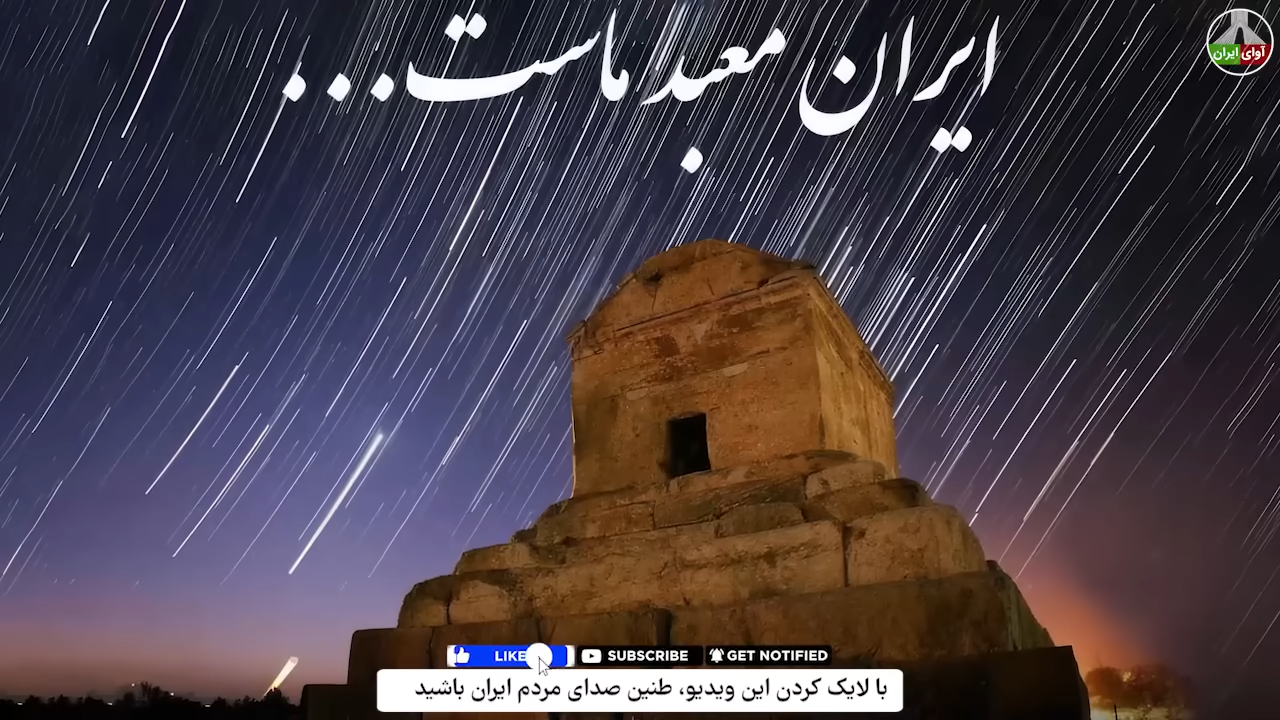 ایران معبد ماست...
آوای ایران
LIKE
SUBSCRIBE
GET NOTIFIED
با لایک کردن این ویدیو، طنین صدای مردم ایران باشید